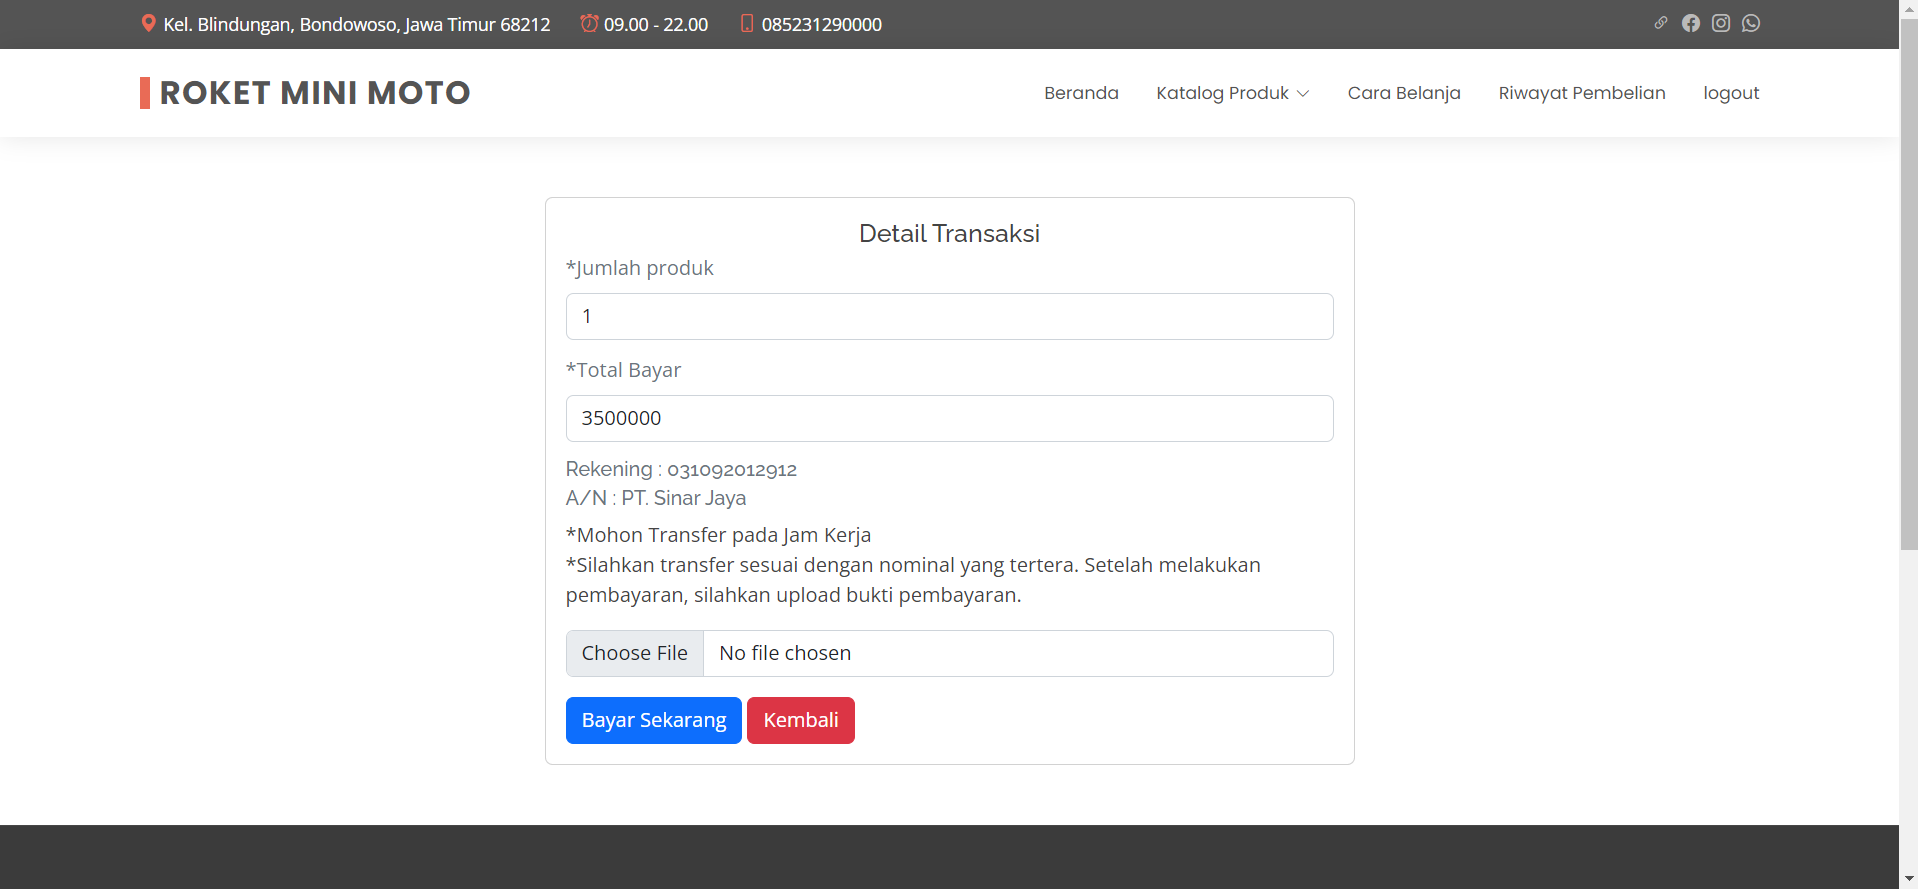 Kel. Blindungan, Bondowoso, Jawa Timur 68212 09.00 - 22.00 085231290000
ROKET MINI MOTO
Beranda Katalog Produk Cara Belanja Riwayat Pembelian logout
Detail Transaksi
*Jumlah produk
1
*Total Bayar
3500000
Rekening : 031092012912
A/N : PT. Sinar Jaya
*Mohon Transfer pada Jam Kerja
*Silahkan transfer sesuai dengan nominal yang tertera. Setelah melakukan
pembayaran, silahkan upload bukti pembayaran.
Choose File No file chosen
Bayar Sekarang Kembali